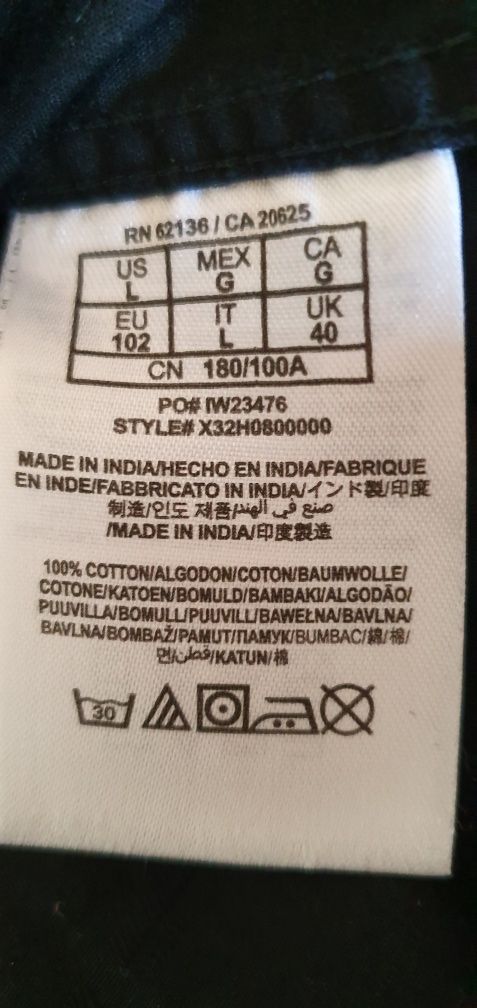 RN 62136 / CA 20625
US MEX CA
L G G
EU IT UK
102 L 40
CN 180/100A
PO# IW23476
STYLE# X32H0800000
MADE IN INDIA/HECHO EN INDIA/FABRIQUE
EN INDE/FABBRICATO IN INDIA/インド製/印度
制造/인도 제품/صنع في الهند
/MADE IN INDIA/印度製造
100% COTTON/ALGODON/COTON/BAUMWOLLE/
COTONE/KATOEN/BOMULD/BAMBAKI/ALGODÃO/
PUUVILLA/BOMULL/PUUVILL/BAWEŁNA/BAVLNA/
BAVLNA/BOMBAŽ/PAMUT/ПАМУК/BUMBAC/綿/棉/
면/قطن/KATUN/棉
30